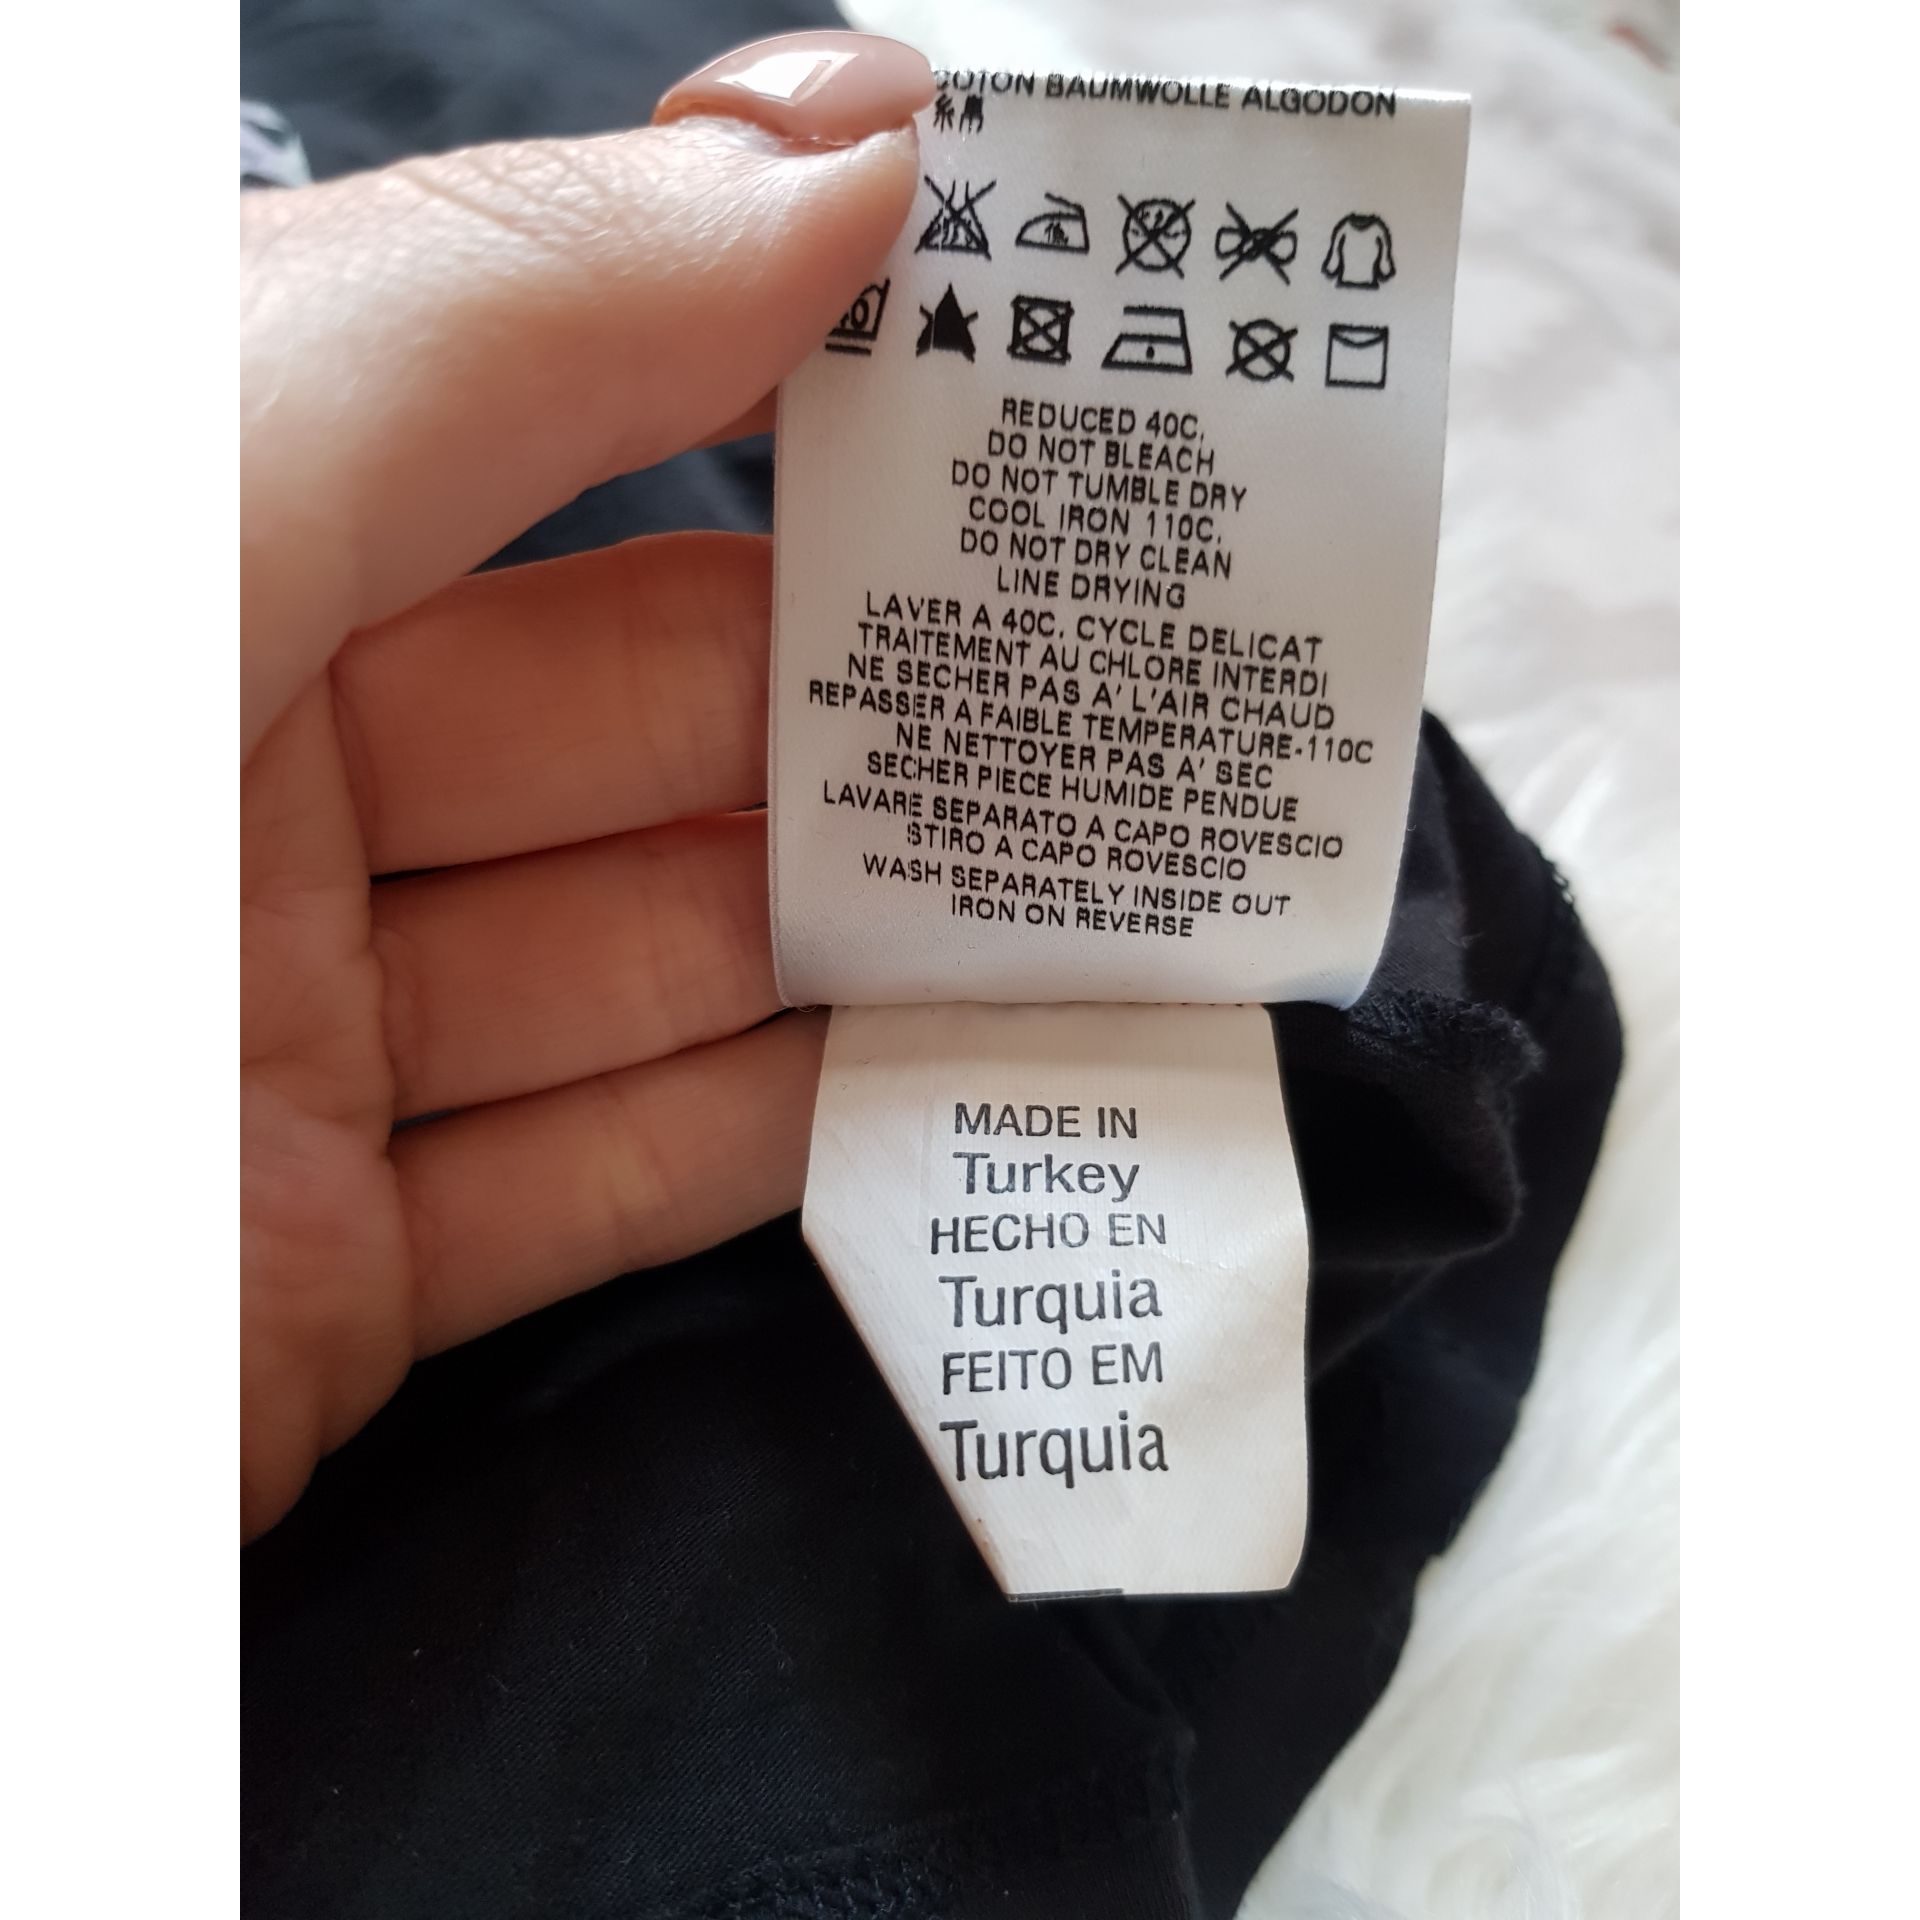 COTON BAUMWOLLE ALGODON
40
REDUCED 40C.
DO NOT BLEACH
DO NOT TUMBLE DRY
COOL IRON 110C.
DO NOT DRY CLEAN
LINE DRYING
LAVER A 40C. CYCLE DELICAT
TRAITEMENT AU CHLORE INTERDI
NE SECHER PAS A' L'AIR CHAUD
REPASSER A FAIBLE TEMPERATURE-110C
NE NETTOYER PAS A' SEC
SECHER PIECE HUMIDE PENDUE
LAVARE SEPARATO A CAPO ROVESCIO
STIRO A CAPO ROVESCIO
WASH SEPARATELY INSIDE OUT
IRON ON REVERSE
MADE IN
Turkey
HECHO EN
Turquia
FEITO EM
Turquia